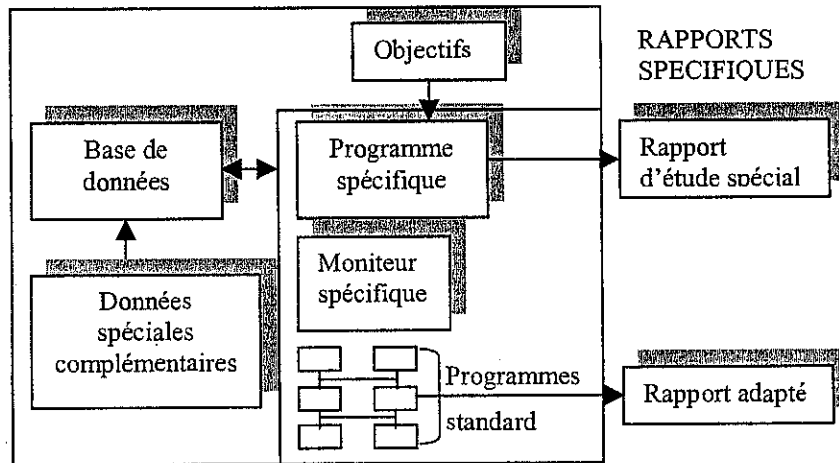 Objectifs
RAPPORTS
SPECIFIQUES
Base de
données
Programme
spécifique
Rapport
d'étude spécial
Moniteur
spécifique
Données
spéciales
complémentaires
Programmes
standard
Rapport adapté